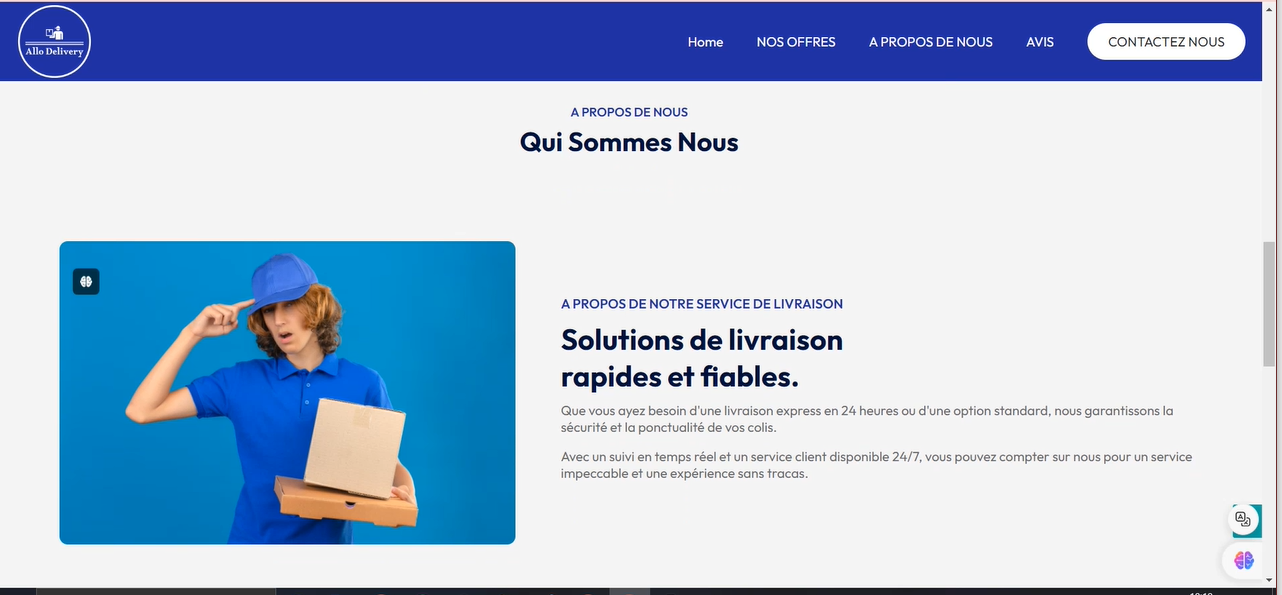 Allo Delivery
Home NOS OFFRES A PROPOS DE NOUS AVIS CONTACTEZ NOUS
A PROPOS DE NOUS
Qui Sommes Nous
A PROPOS DE NOTRE SERVICE DE LIVRAISON
Solutions de livraison
rapides et fiables.
Que vous ayez besoin d'une livraison express en 24 heures ou d'une option standard, nous garantissons la
sécurité et la ponctualité de vos colis.
Avec un suivi en temps réel et un service client disponible 24/7, vous pouvez compter sur nous pour un service
impeccable et une expérience sans tracas.